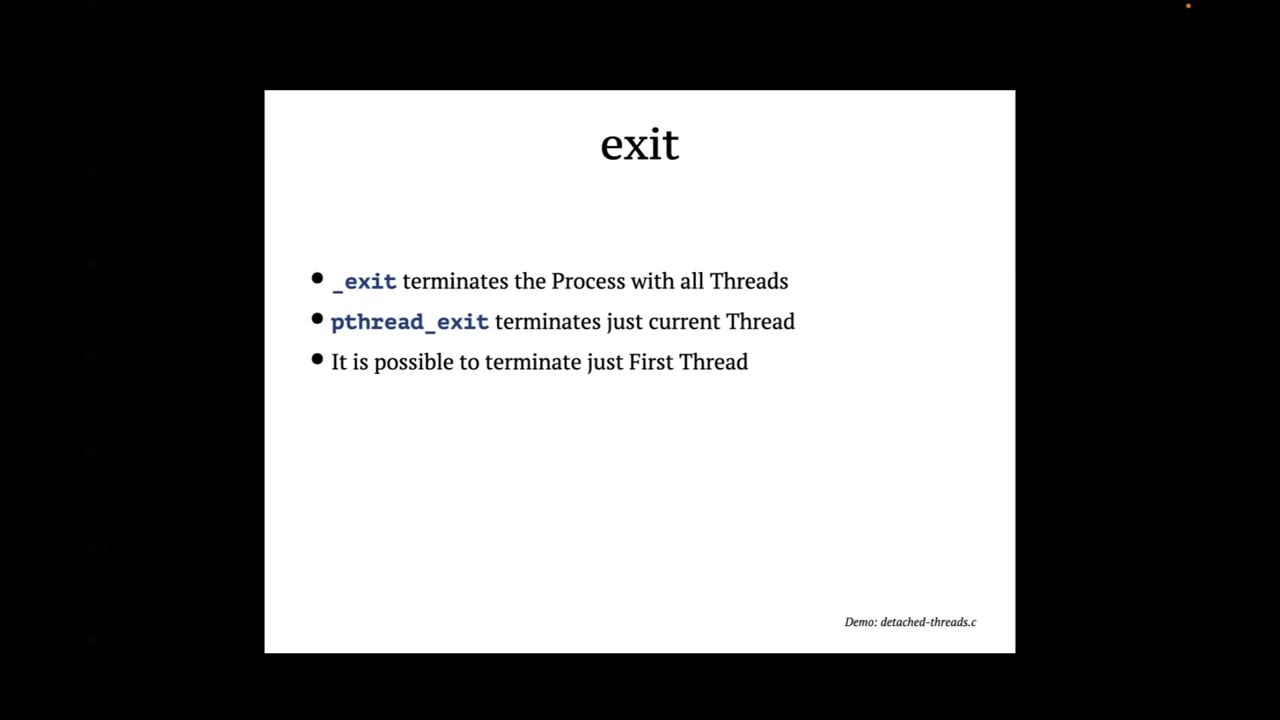 exit
• _exit terminates the Process with all Threads
• pthread_exit terminates just current Thread
• It is possible to terminate just First Thread
Demo: detached-threads.c